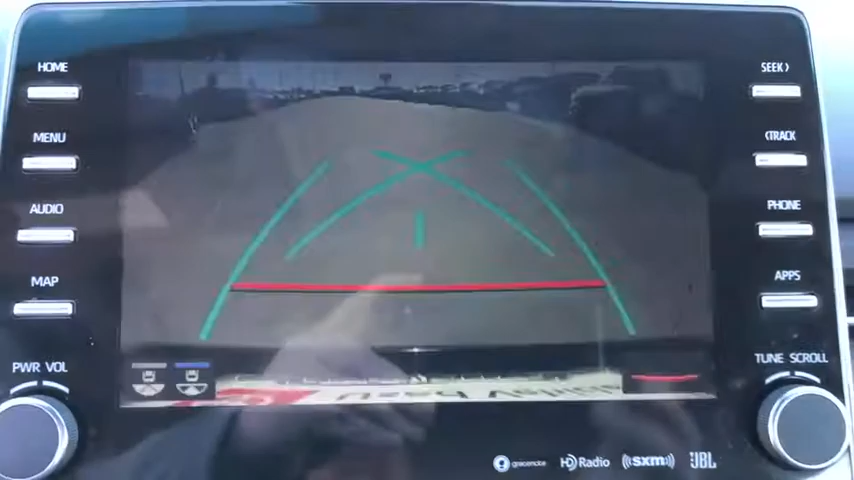 HOME
MENU
AUDIO
MAP
PWR VOL
SEEK >
< TRACK
PHONE
APPS
TUNE SCROLL
gracenote
HD Radio
((sxm))
JBL